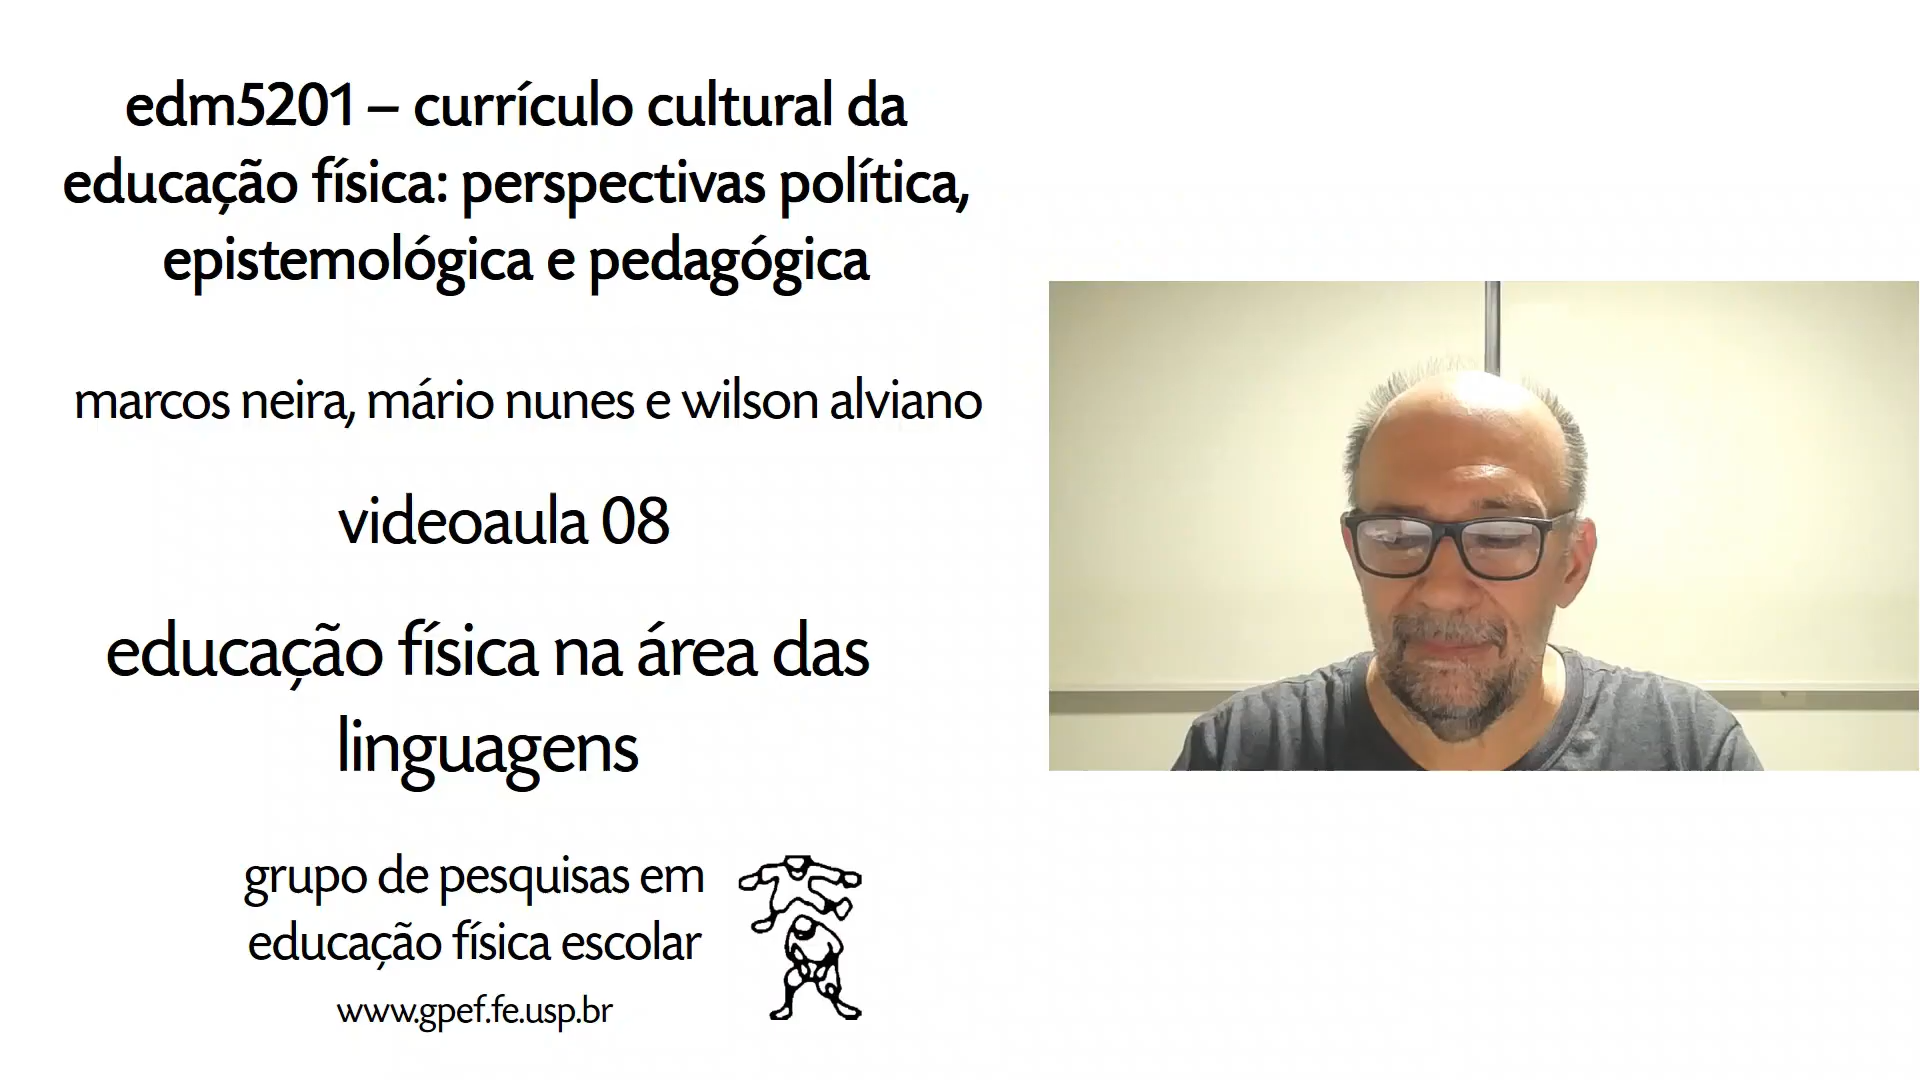 edm5201 – currículo cultural da
educação física: perspectivas política,
epistemológica e pedagógica
marcos neira, mário nunes e wilson alviano
videoaula 08
educação física na área das
linguagens
grupo de pesquisas em
educação física escolar
www.gpef.fe.usp.br